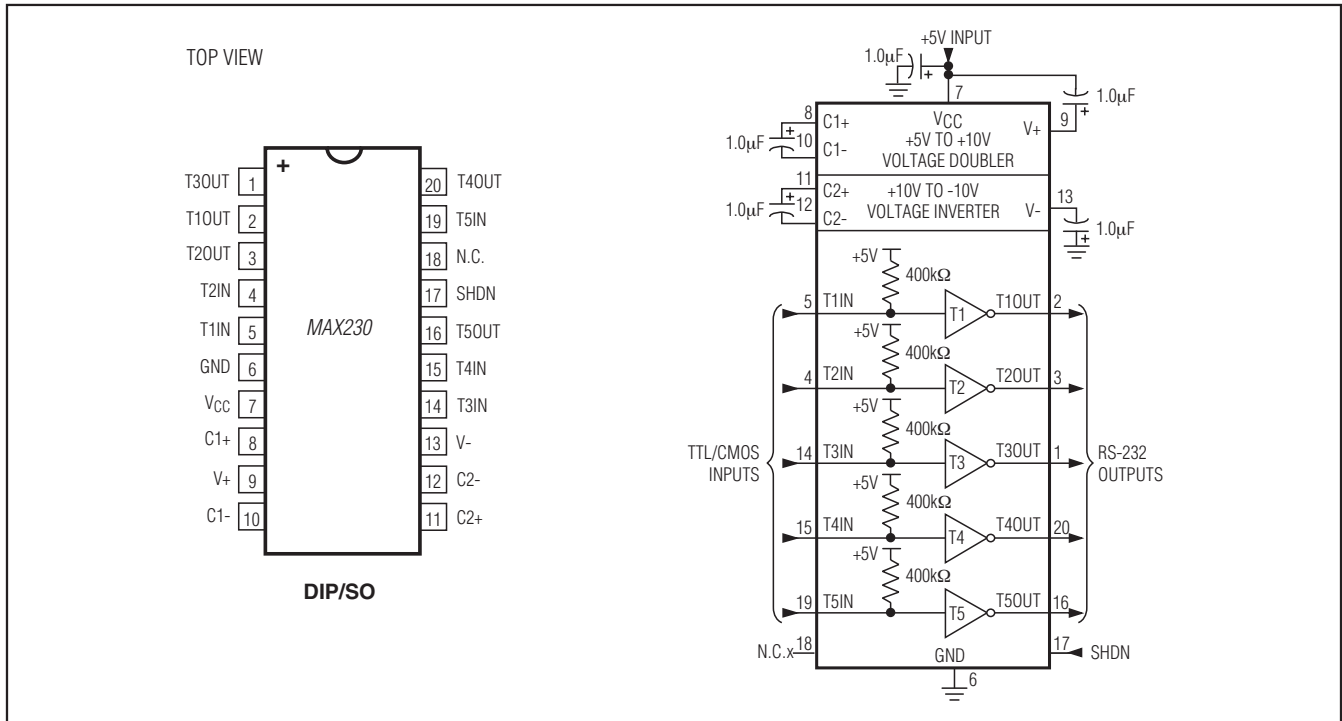 TOP VIEW
+
T3OUT 1
T1OUT 2
T2OUT 3
T2IN 4
T1IN 5
GND 6
VCC 7
C1+ 8
V+ 9
C1- 10
MAX230
20 T4OUT
19 T5IN
18 N.C.
17 SHDN
16 T5OUT
15 T4IN
14 T3IN
13 V-
12 C2-
11 C2+
DIP/SO
+5V INPUT
1.0μF +
7
1.0μF +
8 C1+
1.0μF +
10 C1-
VCC
+5V TO +10V
VOLTAGE DOUBLER
V+ 9
11 C2+
1.0μF +
12 C2-
+10V TO -10V
VOLTAGE INVERTER
V- 13
1.0μF +
+5V
400kΩ
5 T1IN T1 T1OUT 2
+5V
400kΩ
4 T2IN T2 T2OUT 3
+5V
400kΩ
TTL/CMOS
INPUTS
14 T3IN T3 T3OUT 1
RS-232
OUTPUTS
+5V
400kΩ
15 T4IN T4 T4OUT 20
+5V
400kΩ
19 T5IN T5 T5OUT 16
N.C.x 18
GND
17 SHDN
6